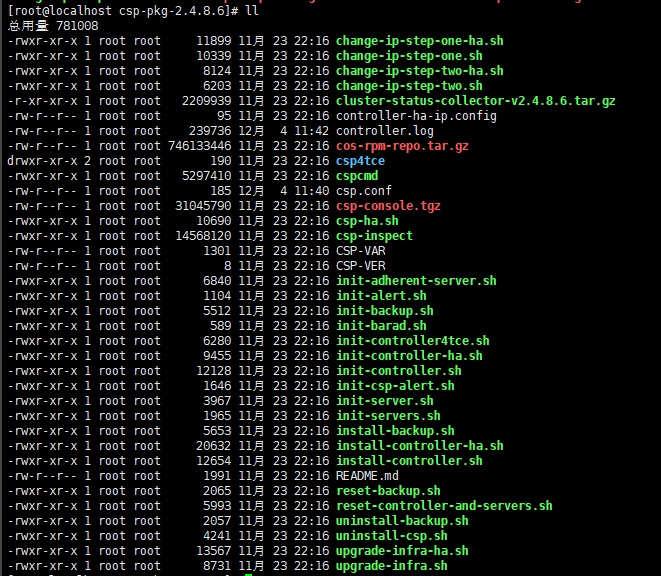 [root@localhost csp-pkg-2.4.8.6]# ll
总用量 781008
-rwxr-xr-x 1 root root     11899 11月 23 22:16 change-ip-step-one-ha.sh
-rwxr-xr-x 1 root root     10339 11月 23 22:16 change-ip-step-one.sh
-rwxr-xr-x 1 root root      8124 11月 23 22:16 change-ip-step-two-ha.sh
-rwxr-xr-x 1 root root      6203 11月 23 22:16 change-ip-step-two.sh
-r-xr-xr-x 1 root root   2209939 11月 23 22:16 cluster-status-collector-v2.4.8.6.tar.gz
-rw-r--r-- 1 root root        95 11月 23 22:16 controller-ha-ip.config
-rw-r--r-- 1 root root    239736 12月  4 11:42 controller.log
-rw-r--r-- 1 root root 746133446 11月 23 22:16 cos-rpm-repo.tar.gz
drwxr-xr-x 2 root root       190 11月 23 22:16 csp4tce
-rwxr-xr-x 1 root root   5297410 11月 23 22:16 cspcmd
-rw-r--r-- 1 root root       185 12月  4 11:40 csp.conf
-rw-r--r-- 1 root root  31045790 11月 23 22:16 csp-console.tgz
-rwxr-xr-x 1 root root     10690 11月 23 22:16 csp-ha.sh
-rwxr-xr-x 1 root root  14568120 11月 23 22:16 csp-inspect
-rw-r--r-- 1 root root      1301 11月 23 22:16 CSP-VAR
-rw-r--r-- 1 root root         8 11月 23 22:16 CSP-VER
-rwxr-xr-x 1 root root      6840 11月 23 22:16 init-adherent-server.sh
-rwxr-xr-x 1 root root      1104 11月 23 22:16 init-alert.sh
-rwxr-xr-x 1 root root      5512 11月 23 22:16 init-backup.sh
-rwxr-xr-x 1 root root       589 11月 23 22:16 init-barad.sh
-rwxr-xr-x 1 root root      6280 11月 23 22:16 init-controller4tce.sh
-rwxr-xr-x 1 root root      9455 11月 23 22:16 init-controller-ha.sh
-rwxr-xr-x 1 root root     12128 11月 23 22:16 init-controller.sh
-rwxr-xr-x 1 root root      1646 11月 23 22:16 init-csp-alert.sh
-rwxr-xr-x 1 root root      3967 11月 23 22:16 init-server.sh
-rwxr-xr-x 1 root root      1965 11月 23 22:16 init-servers.sh
-rwxr-xr-x 1 root root      5653 11月 23 22:16 install-backup.sh
-rwxr-xr-x 1 root root     20632 11月 23 22:16 install-controller-ha.sh
-rwxr-xr-x 1 root root     12654 11月 23 22:16 install-controller.sh
-rw-r--r-- 1 root root      1991 11月 23 22:16 README.md
-rwxr-xr-x 1 root root      2065 11月 23 22:16 reset-backup.sh
-rwxr-xr-x 1 root root      5993 11月 23 22:16 reset-controller-and-servers.sh
-rwxr-xr-x 1 root root      2057 11月 23 22:16 uninstall-backup.sh
-rwxr-xr-x 1 root root      4241 11月 23 22:16 uninstall-csp.sh
-rwxr-xr-x 1 root root     13567 11月 23 22:16 upgrade-infra-ha.sh
-rwxr-xr-x 1 root root      8731 11月 23 22:16 upgrade-infra.sh